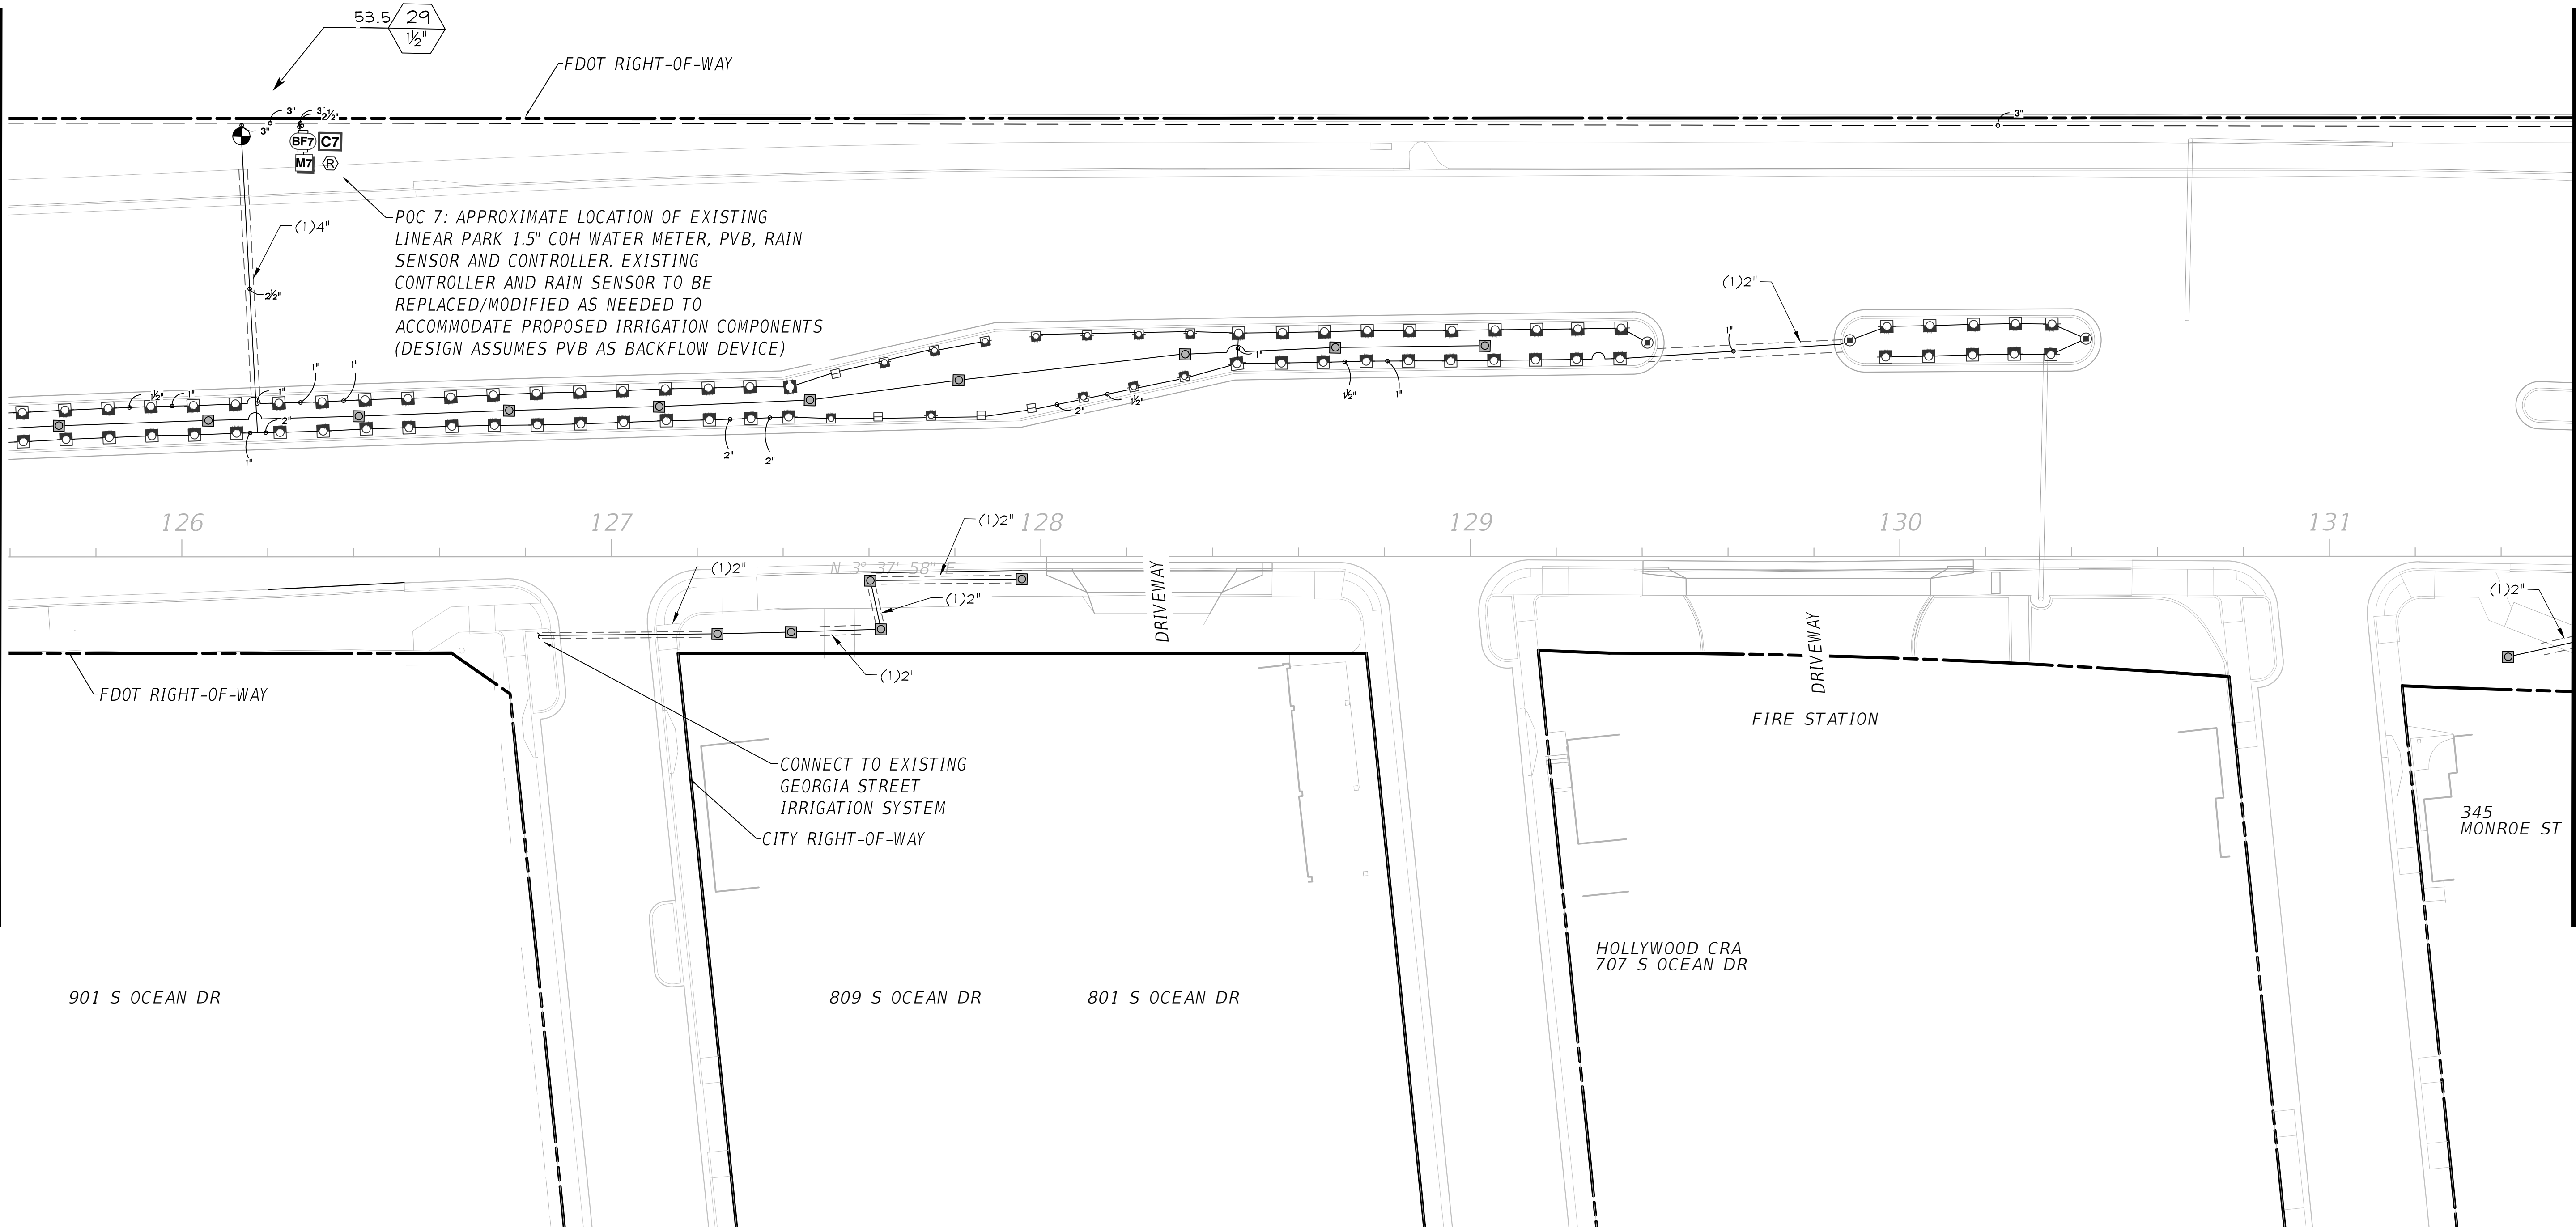 53.5
29
1½"
FDOT RIGHT-OF-WAY
3"
3"
2½"
3"
3"
BF7
C7
M7
R
(1)4"
2½"
POC 7: APPROXIMATE LOCATION OF EXISTING
LINEAR PARK 1.5" COH WATER METER, PVB, RAIN
SENSOR AND CONTROLLER. EXISTING
CONTROLLER AND RAIN SENSOR TO BE
REPLACED/MODIFIED AS NEEDED TO
ACCOMMODATE PROPOSED IRRIGATION COMPONENTS
(DESIGN ASSUMES PVB AS BACKFLOW DEVICE)
(1)2"
1"
1"
1"
1"
1½"
1"
1"
2"
1"
2"
2"
2"
1½"
1½"
1"
126
127
128
129
130
131
(1)2"
N 3° 37' 58" E
(1)2"
(1)2"
(1)2"
(1)2"
DRIVEWAY
DRIVEWAY
FDOT RIGHT-OF-WAY
FIRE STATION
CONNECT TO EXISTING
GEORGIA STREET
IRRIGATION SYSTEM
CITY RIGHT-OF-WAY
345
MONROE ST
HOLLYWOOD CRA
707 S OCEAN DR
901 S OCEAN DR
809 S OCEAN DR
801 S OCEAN DR